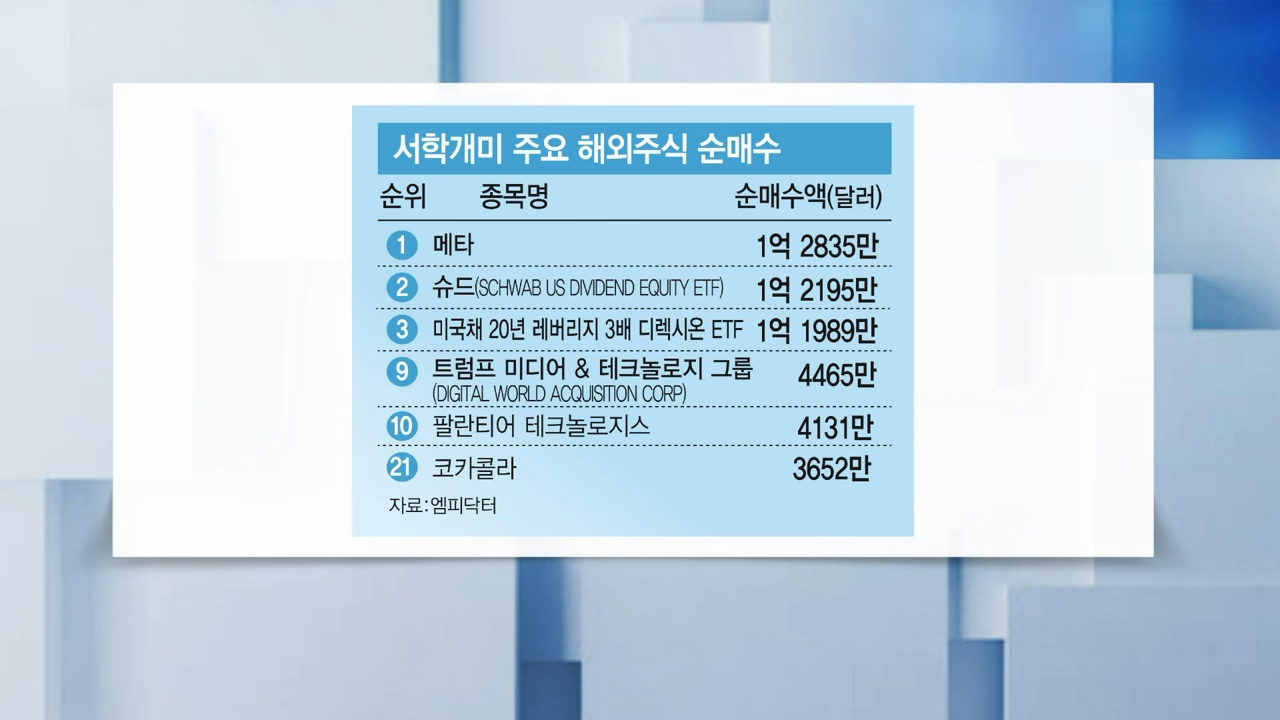 서학개미 주요 해외주식 순매수
순위 종목명 순매수액(달러)
1 메타 1억 2835만
2 슈드(SCHWAB US DIVIDEND EQUITY ETF) 1억 2195만
3 미국채 20년 레버리지 3배 디렉시온 ETF 1억 1989만
9 트럼프 미디어 & 테크놀로지 그룹 4465만
(DIGITAL WORLD ACQUISITION CORP)
10 팔란티어 테크놀로지스 4131만
21 코카콜라 3652만
자료:엠피닥터